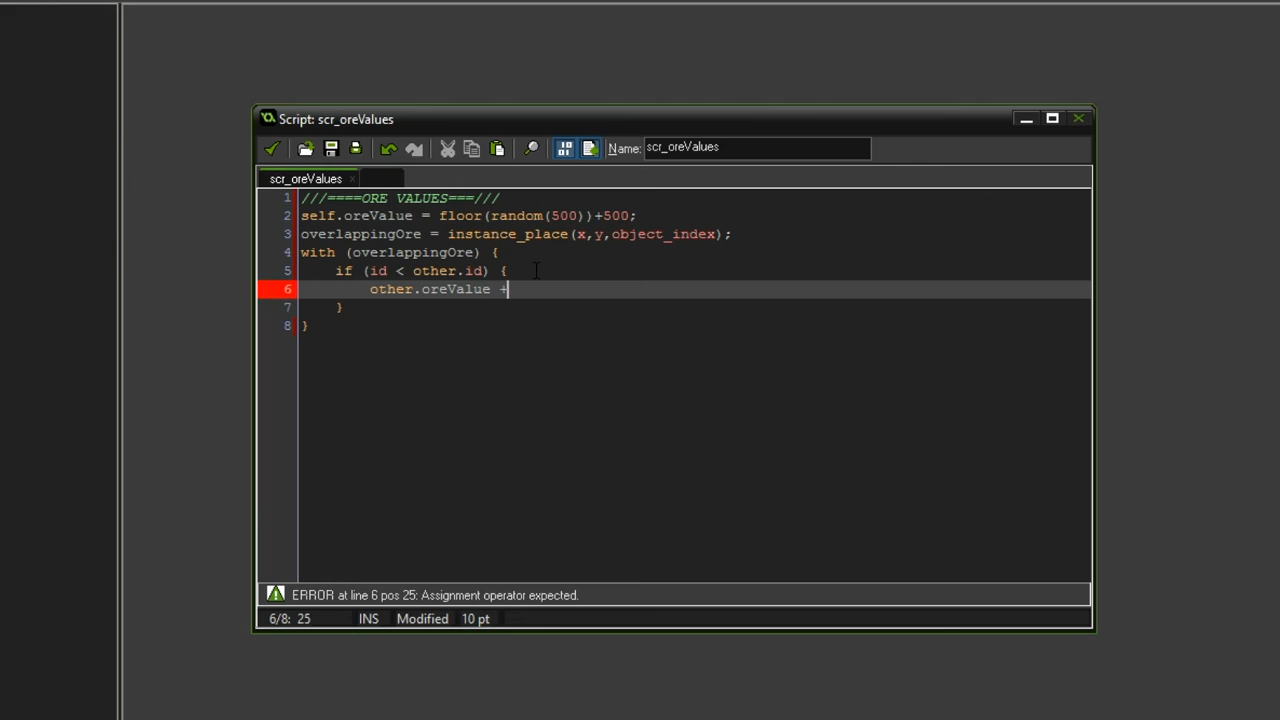 Script: scr_oreValues
Name: scr_oreValues
scr_oreValues
1 ///====ORE VALUES===///
2 self.oreValue = floor(random(500))+500;
3 overlappingOre = instance_place(x,y,object_index);
4 with (overlappingOre) {
5 if (id < other.id) {
6 other.oreValue +
7 }
8 }
ERROR at line 6 pos 25: Assignment operator expected.
6/8: 25 INS Modified 10 pt